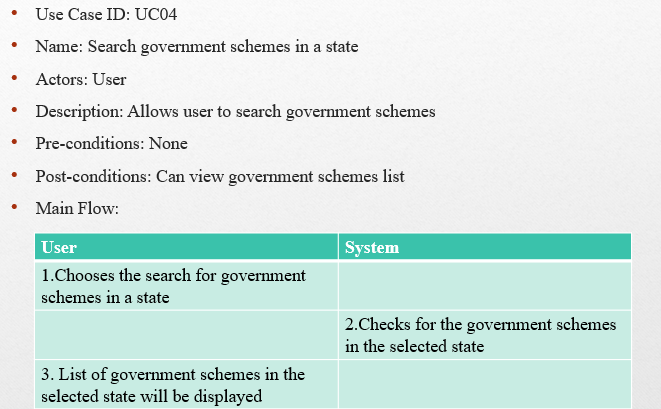 • Use Case ID: UC04
• Name: Search government schemes in a state
• Actors: User
• Description: Allows user to search government schemes
• Pre-conditions: None
• Post-conditions: Can view government schemes list
• Main Flow:
User System
1.Chooses the search for government
schemes in a state
2.Checks for the government schemes
in the selected state
3. List of government schemes in the
selected state will be displayed